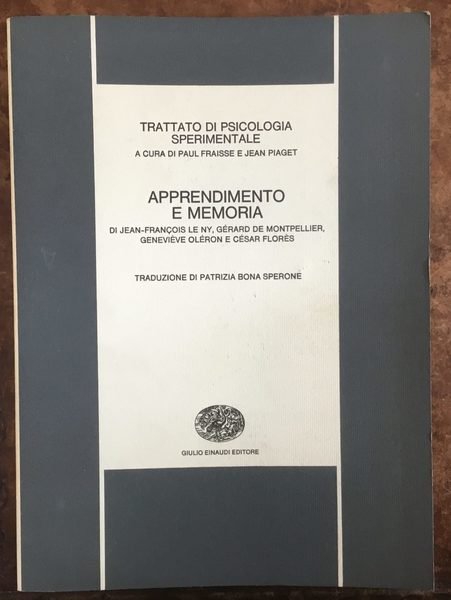 TRATTATO DI PSICOLOGIA
SPERIMENTALE
A CURA DI PAUL FRAISSE E JEAN PIAGET
APPRENDIMENTO
E MEMORIA
DI JEAN-FRANÇOIS LE NY, GÉRARD DE MONTPELLIER,
GENEVIÈVE OLÉRON E CÉSAR FLORÈS
TRADUZIONE DI PATRIZIA BONA SPERONE
GIULIO EINAUDI EDITORE